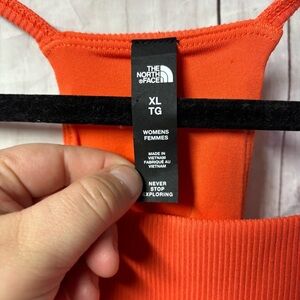 THE
NORTH
FACE
XL
TG
WOMENS
FEMMES
MADE IN
VIETNAM
FABRIQUÉ AU
VIETNAM
NEVER
STOP
EXPLORING